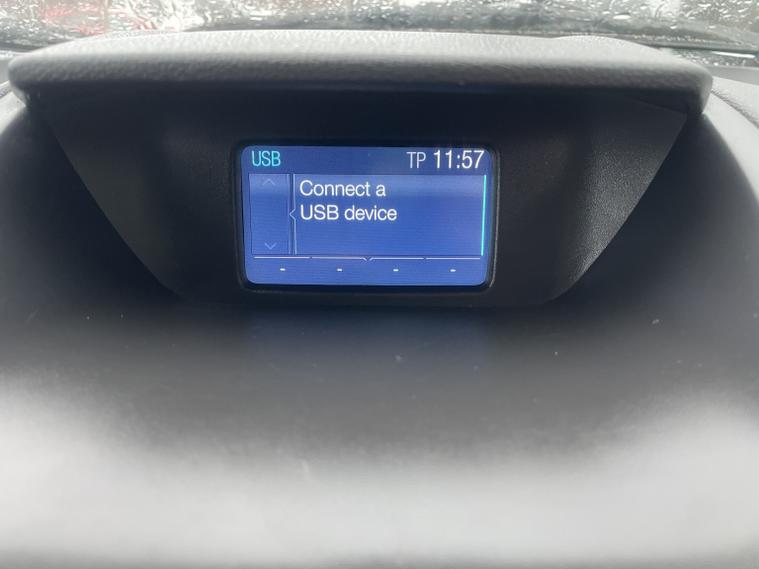 USB TP 11:57
Connect a
USB device
- - - -